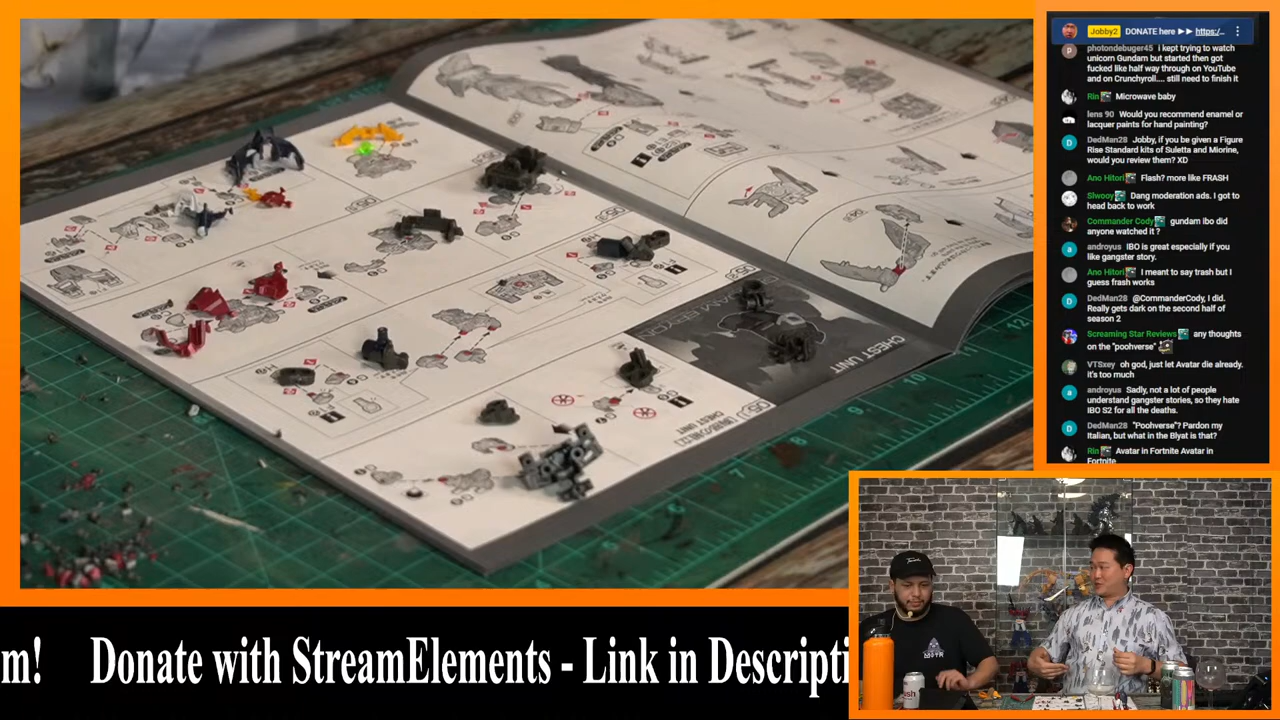 Jobby2 DONATE here ►► https:/...
photondebuger45 i kept trying to watch
unicorn Gundam but started then got
fucked like half way through on YouTube
and on Crunchyroll.... still need to finish it
Rin Microwave baby
lens 90 Would you recommend enamel or
lacquer paints for hand painting?
DedMan28 Jobby, if you be given a Figure
Rise Standard kits of Suletta and Miorine,
would you review them? XD
Ano Hitori Flash? more like FRASH
Slwooy Dang moderation ads. I got to
head back to work
Commander Cody gundam ibo did
anyone watched it ?
androyus IBO is great especially if you
like gangster story.
Ano Hitori I meant to say trash but I
guess frash works
DedMan28 @CommanderCody, I did.
Really gets dark on the second half of
season 2
Screaming Star Reviews any thoughts
on the "poohverse"
VTSxey oh god, just let Avatar die already.
it's too much
androyus Sadly, not a lot of people
understand gangster stories, so they hate
IBO S2 for all the deaths.
DedMan28 "Poohverse"? Pardon my
Italian, but what in the Blyat is that?
Rin Avatar in Fortnite Avatar in
Fortnite
CHEST UNIT
CHEST UNIT
12
10
9
8
7
m! Donate with StreamElements - Link in Descripti